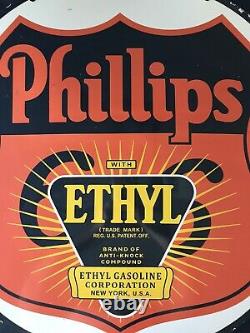 Phillips
WITH
ETHYL
(TRADE MARK)
REG. U.S. PATENT. OFF.
BRAND OF
ANTI-KNOCK
COMPOUND
ETHYL GASOLINE
CORPORATION
NEW YORK, U.S.A.
66